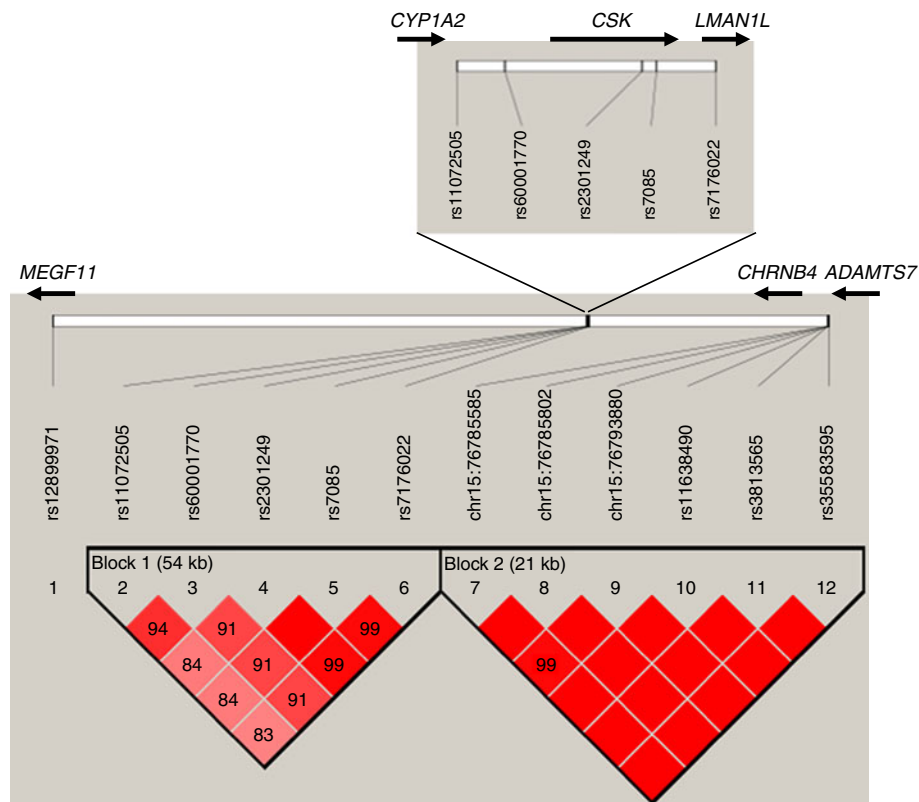 CYP1A2 CSK LMAN1L
rs11072505 rs60001770 rs2301249 rs7085 rs7176022
MEGF11 CHRNB4 ADAMTS7
rs12899971 rs11072505 rs60001770 rs2301249 rs7085 rs7176022 chr15:76785585 chr15:76785802 chr15:76793880 rs11638490 rs3813565 rs35583595
Block 1 (54 kb) Block 2 (21 kb)
1 2 3 4 5 6 7 8 9 10 11 12
94 91 99
84 91 99 99
84 91
83